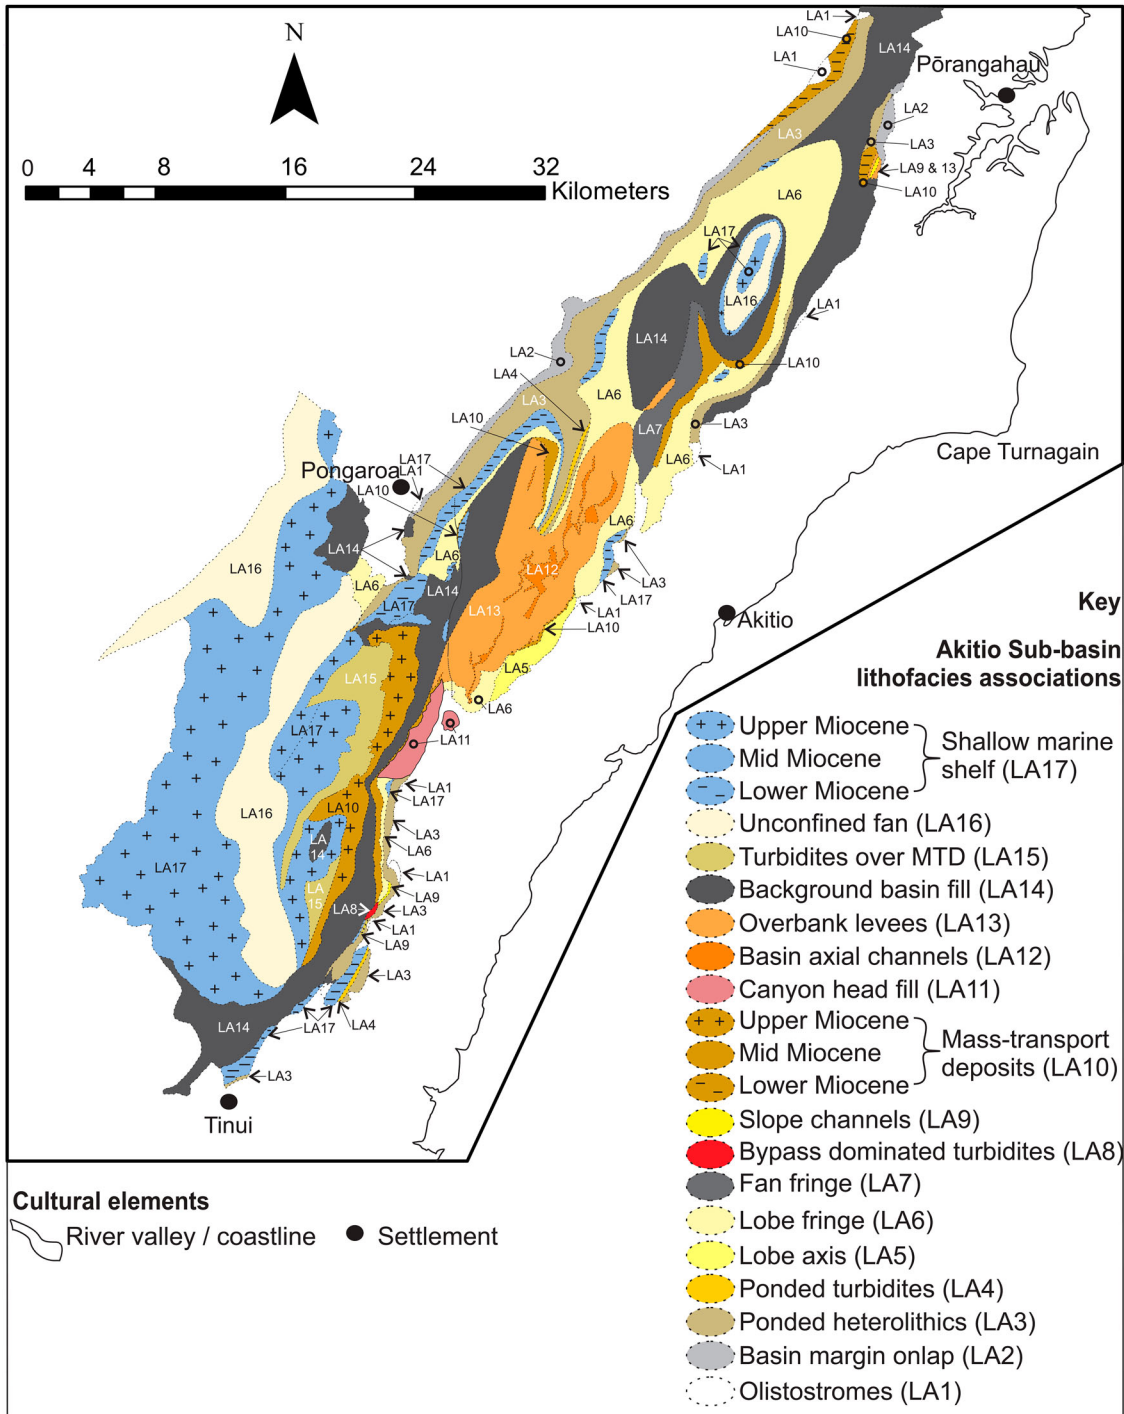 LA1
N
LA10
LA14
LA1
Pōrangahau
LA2
LA3
LA3
0 4 8 16 24 32
LA9 & 13
Kilometers
LA6
LA10
LA17
LA16
LA1
LA14
LA2
LA10
LA4
LA6
LA3
LA10
LA3
LA7
Cape Turnagain
LA17
LA6
LA1
Pongaroa
LA1
LA10
LA6
LA14
LA6
LA12
LA16
LA3
LA6
LA14
LA17
LA17
LA13
LA1
Akitio
Key
LA10
Akitio Sub-basin
lithofacies associations
LA5
LA15
LA6
LA17
LA11
Upper Miocene
Mid Miocene
Lower Miocene
Shallow marine
shelf (LA17)
LA1
LA17
LA10
LA16
LA3
LA6
LA
14
LA17
LA1
LA
15
LA9
LA8
LA3
LA1
LA9
LA3
LA14
LA17
LA4
LA3
Tinui
Unconfined fan (LA16)
Turbidites over MTD (LA15)
Background basin fill (LA14)
Overbank levees (LA13)
Basin axial channels (LA12)
Canyon head fill (LA11)
Upper Miocene
Mid Miocene
Lower Miocene
Mass-transport
deposits (LA10)
Slope channels (LA9)
Bypass dominated turbidites (LA8)
Fan fringe (LA7)
Lobe fringe (LA6)
Lobe axis (LA5)
Ponded turbidites (LA4)
Ponded heterolithics (LA3)
Basin margin onlap (LA2)
Olistostromes (LA1)
Cultural elements
River valley / coastline
Settlement